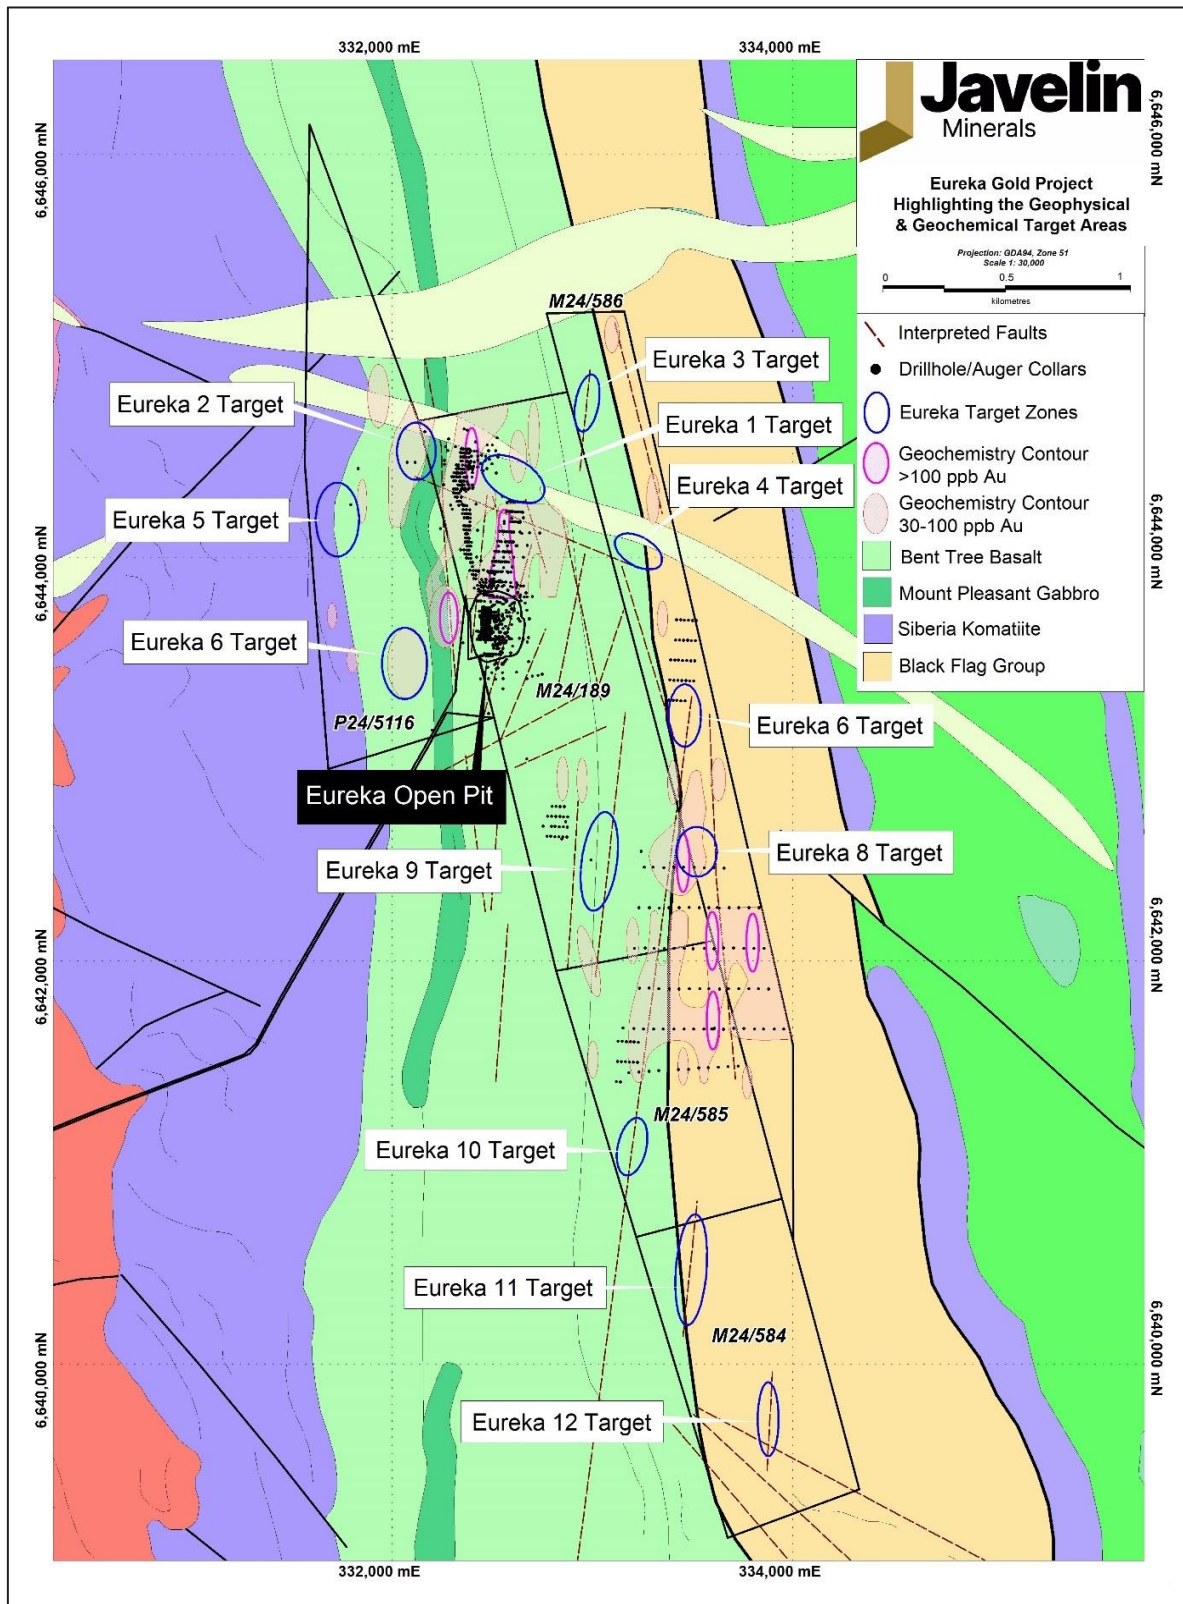 332,000 mE
334,000 mE
6,646,000 mN
6,646,000 mN
Javelin
Minerals
Eureka Gold Project
Highlighting the Geophysical
& Geochemical Target Areas
Projection: GDA94, Zone 51
Scale 1: 30,000
0 0.5 1
kilometres
Interpreted Faults
Drillhole/Auger Collars
Eureka Target Zones
Geochemistry Contour
>100 ppb Au
Geochemistry Contour
30-100 ppb Au
Bent Tree Basalt
Mount Pleasant Gabbro
Siberia Komatiite
Black Flag Group
M24/586
Eureka 3 Target
Eureka 2 Target
Eureka 1 Target
Eureka 4 Target
Eureka 5 Target
6,644,000 mN
6,644,000 mN
Eureka 6 Target
M24/189
P24/5116
Eureka 6 Target
Eureka Open Pit
Eureka 8 Target
Eureka 9 Target
6,642,000 mN
6,642,000 mN
M24/585
Eureka 10 Target
Eureka 11 Target
M24/584
6,640,000 mN
6,640,000 mN
Eureka 12 Target
332,000 mE
334,000 mE